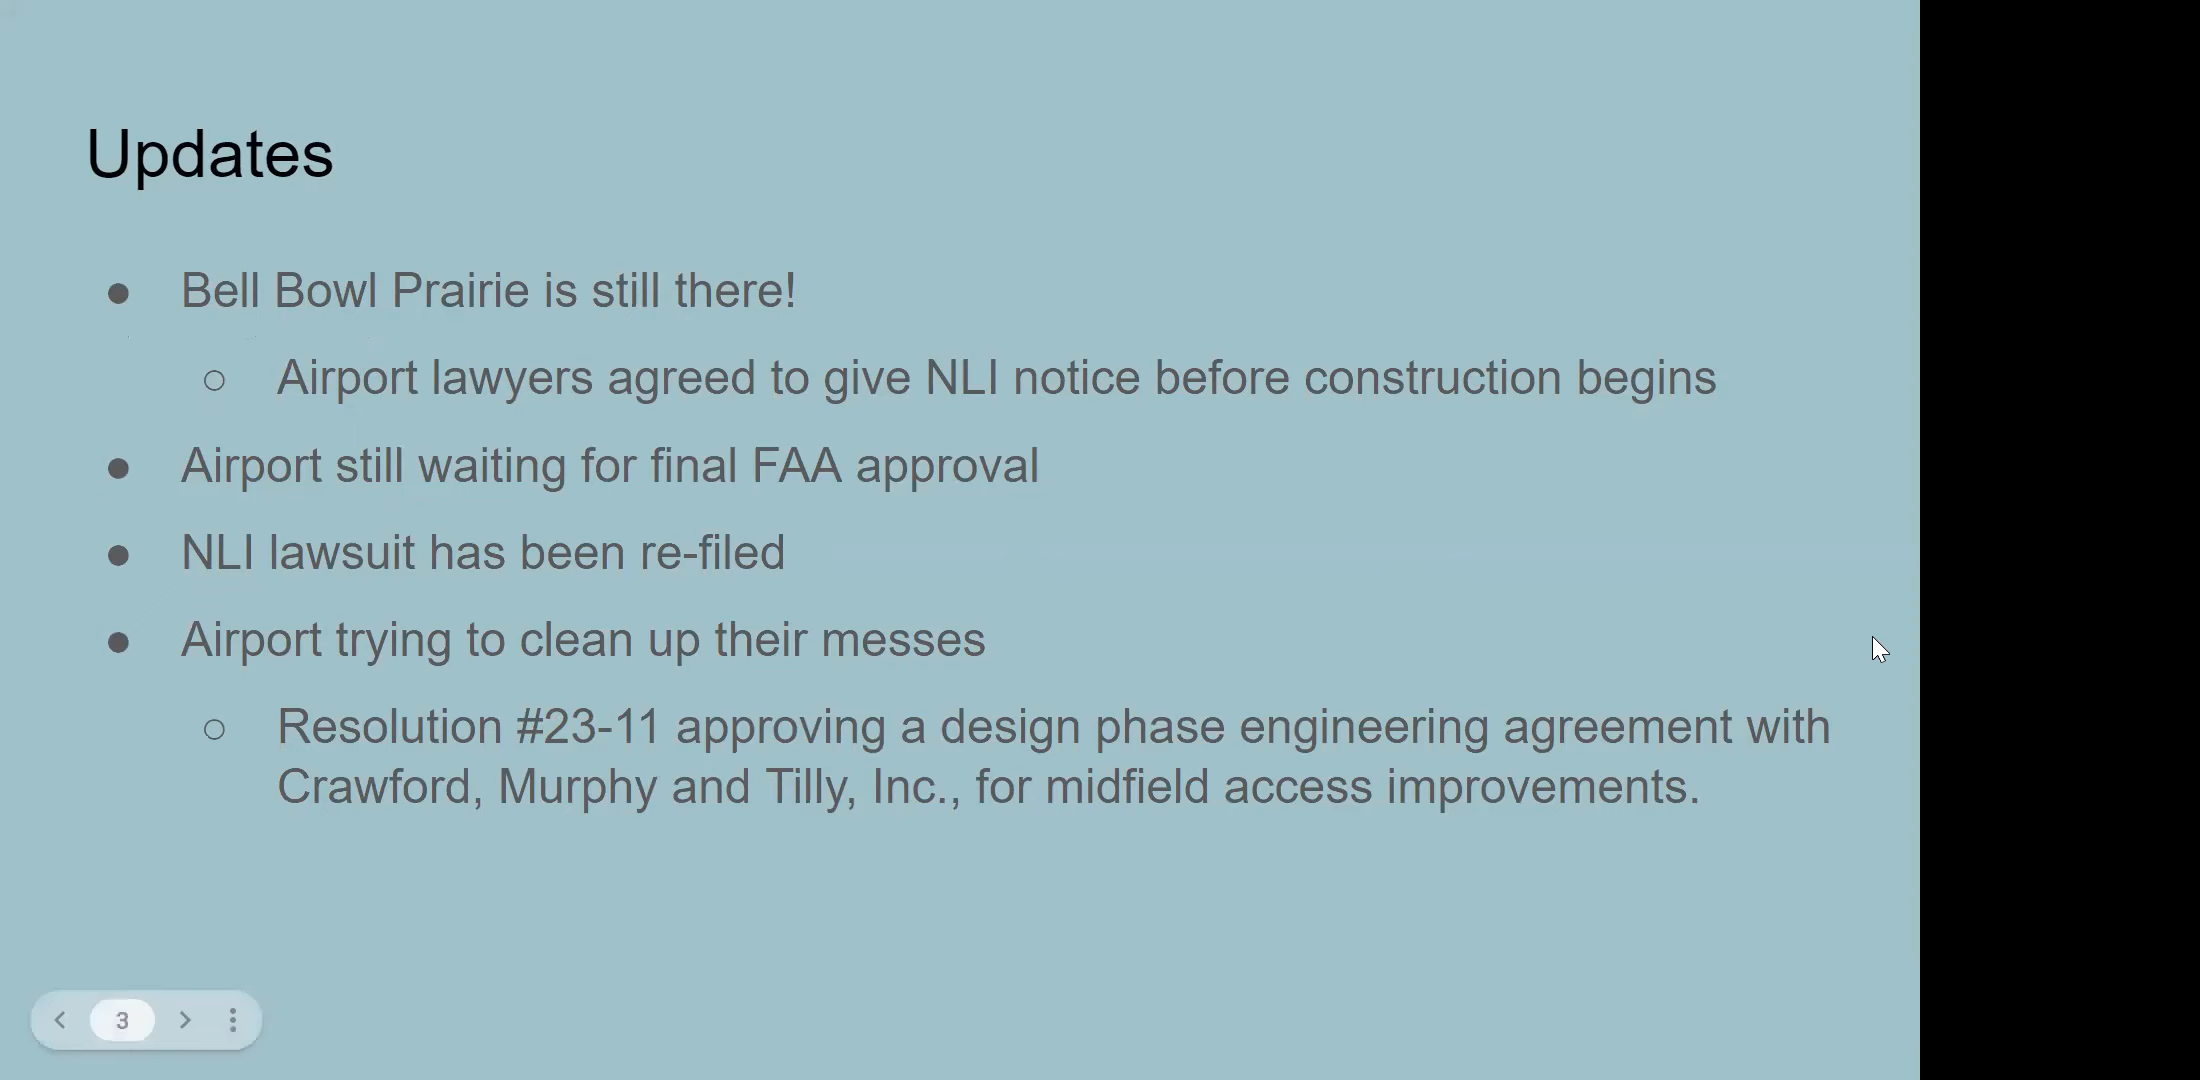 Updates
● Bell Bowl Prairie is still there!
○ Airport lawyers agreed to give NLI notice before construction begins
● Airport still waiting for final FAA approval
● NLI lawsuit has been re-filed
● Airport trying to clean up their messes
○ Resolution #23-11 approving a design phase engineering agreement with
Crawford, Murphy and Tilly, Inc., for midfield access improvements.
3